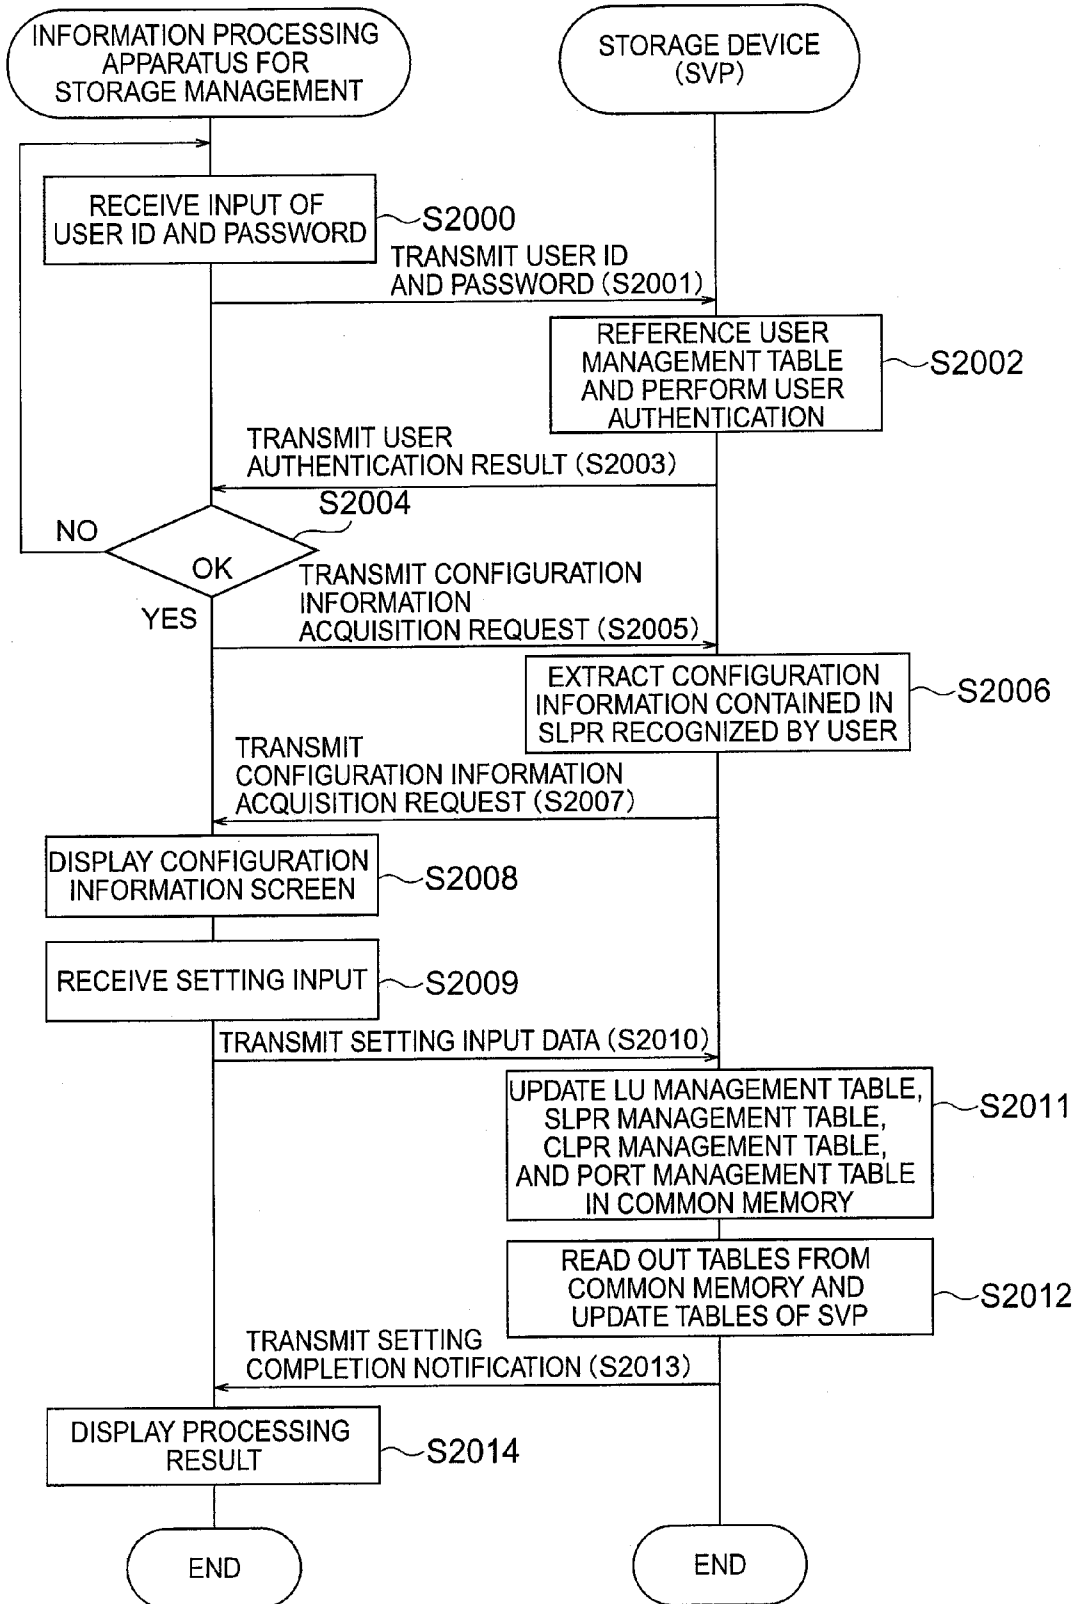 INFORMATION PROCESSING
APPARATUS FOR
STORAGE MANAGEMENT
STORAGE DEVICE
(SVP)
RECEIVE INPUT OF
USER ID AND PASSWORD
S2000
TRANSMIT USER ID
AND PASSWORD (S2001)
REFERENCE USER
MANAGEMENT TABLE
AND PERFORM USER
AUTHENTICATION
S2002
TRANSMIT USER
AUTHENTICATION RESULT (S2003)
S2004
NO
OK
YES
TRANSMIT CONFIGURATION
INFORMATION
ACQUISITION REQUEST (S2005)
EXTRACT CONFIGURATION
INFORMATION CONTAINED IN
SLPR RECOGNIZED BY USER
S2006
TRANSMIT
CONFIGURATION INFORMATION
ACQUISITION REQUEST (S2007)
DISPLAY CONFIGURATION
INFORMATION SCREEN
S2008
RECEIVE SETTING INPUT
S2009
TRANSMIT SETTING INPUT DATA (S2010)
UPDATE LU MANAGEMENT TABLE,
SLPR MANAGEMENT TABLE,
CLPR MANAGEMENT TABLE,
AND PORT MANAGEMENT TABLE
IN COMMON MEMORY
S2011
READ OUT TABLES FROM
COMMON MEMORY AND
UPDATE TABLES OF SVP
S2012
TRANSMIT SETTING
COMPLETION NOTIFICATION (S2013)
DISPLAY PROCESSING
RESULT
S2014
END
END